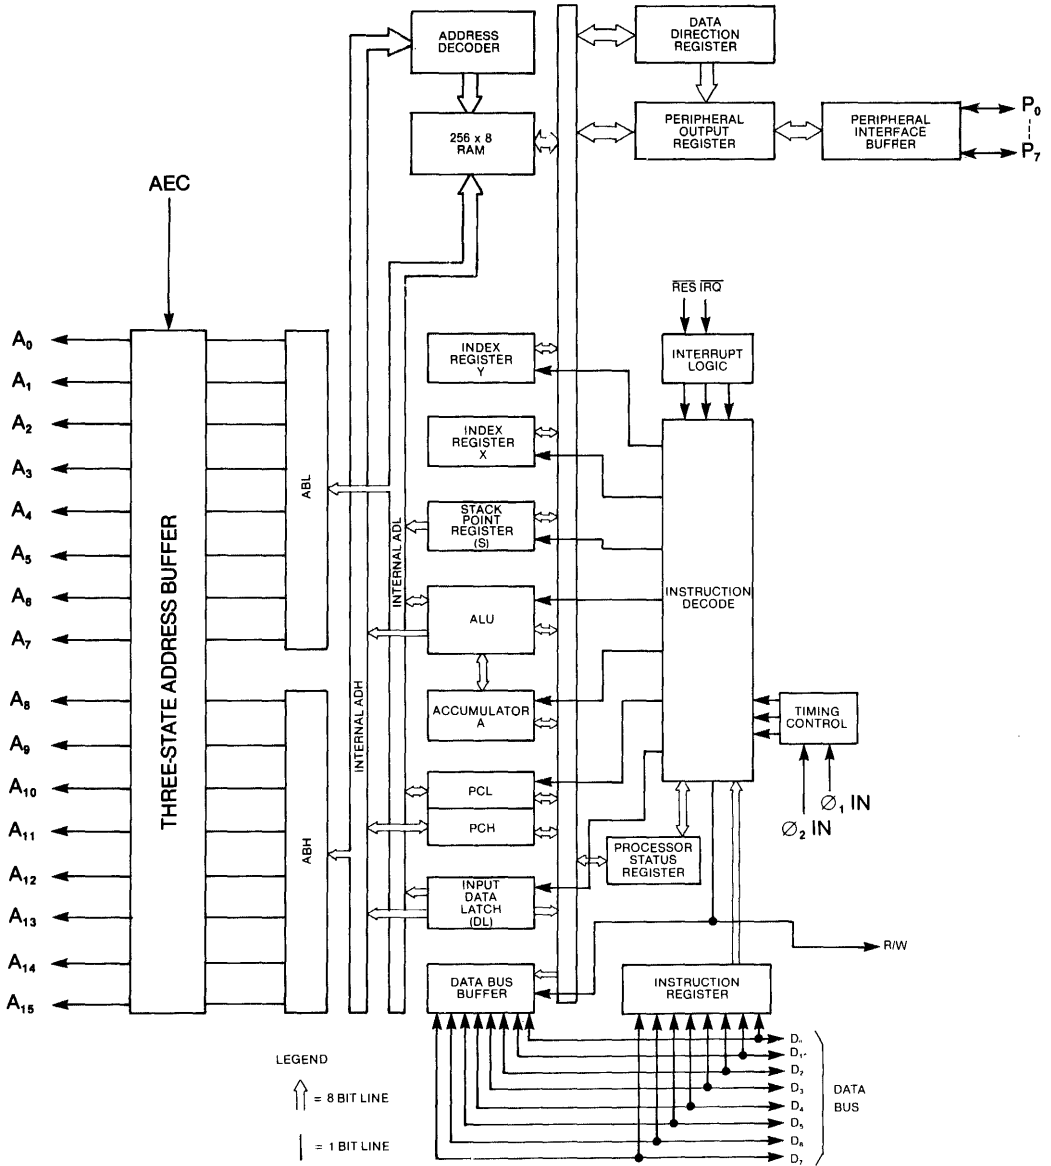 ADDRESS
DECODER
DATA
DIRECTION
REGISTER
256 x 8
RAM
PERIPHERAL
OUTPUT
REGISTER
PERIPHERAL
INTERFACE
BUFFER
P₀
P₇
AEC
RES IRQ
INTERRUPT
LOGIC
A₀
A₁
A₂
A₃
A₄
A₅
A₆
A₇
A₈
A₉
A₁₀
A₁₁
A₁₂
A₁₃
A₁₄
A₁₅
THREE-STATE ADDRESS BUFFER
ABL
ABH
INTERNAL ADH
INTERNAL ADL
INDEX
REGISTER
Y
INDEX
REGISTER
X
STACK
POINT
REGISTER
(S)
ALU
ACCUMULATOR
A
PCL
PCH
INPUT
DATA
LATCH
(DL)
DATA BUS
BUFFER
INSTRUCTION
DECODE
TIMING
CONTROL
∅₁ IN
∅₂ IN
PROCESSOR
STATUS
REGISTER
R/W
INSTRUCTION
REGISTER
D₀
D₁
D₂
D₃
D₄
D₅
D₆
D₇
DATA
BUS
LEGEND
= 8 BIT LINE
= 1 BIT LINE